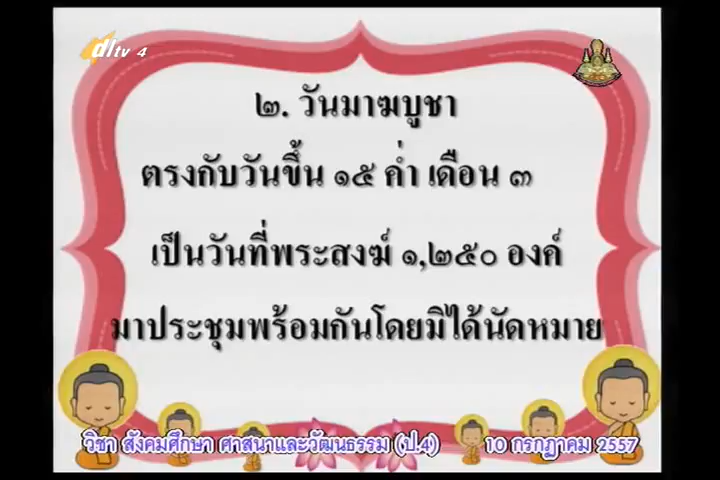 dltv 4
๒. วันมาฆบูชา
ตรงกับวันขึ้น ๑๕ ค่ำ เดือน ๓
เป็นวันที่พระสงฆ์ ๑,๒๕๐ องค์
มาประชุมพร้อมกันโดยมิได้นัดหมาย
วิชา สังคมศึกษา ศาสนาและวัฒนธรรม (ป.4) 10 กรกฎาคม 2557